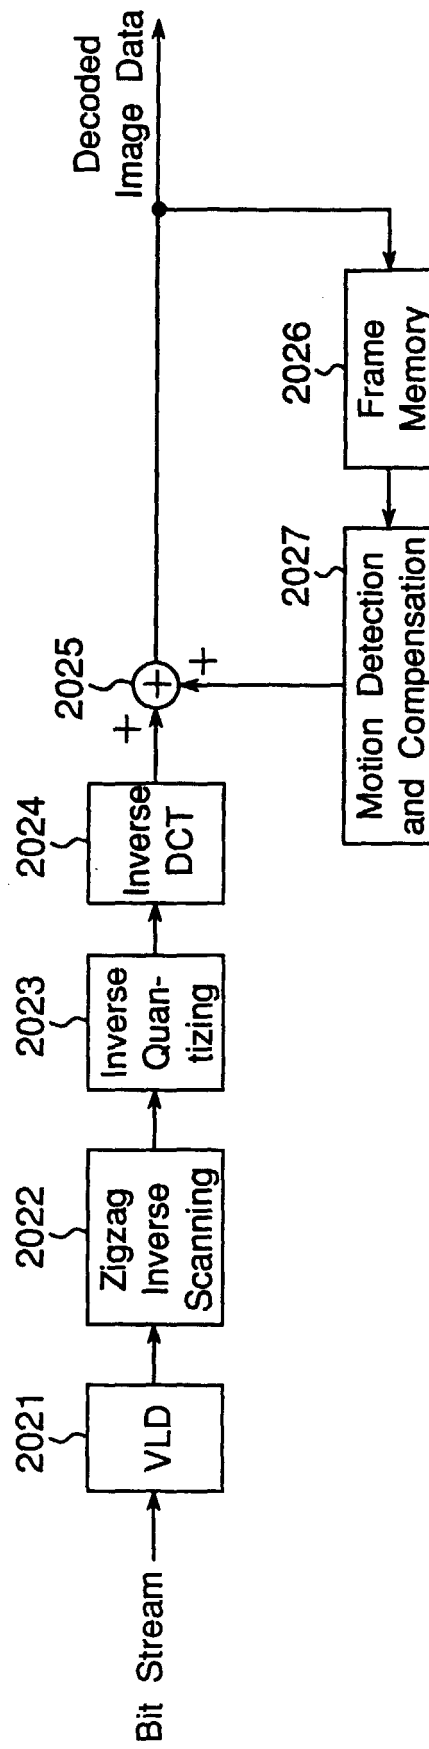 Bit Stream
2021
VLD
2022
Zigzag
Inverse
Scanning
2023
Inverse
Quan-
tizing
2024
Inverse
DCT
2025
+
+
+
Decoded
Image Data
2027
Motion Detection
and Compensation
2026
Frame
Memory